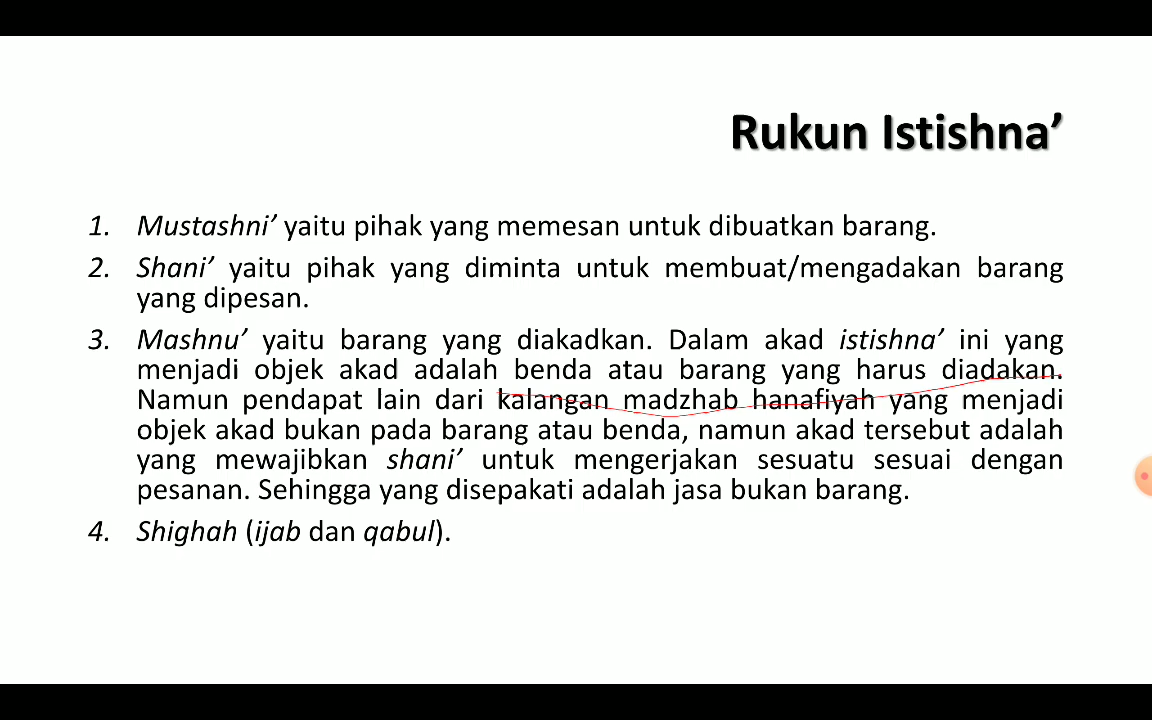 Rukun Istishna’
1. Mustashni’ yaitu pihak yang memesan untuk dibuatkan barang.
2. Shani’ yaitu pihak yang diminta untuk membuat/mengadakan barang
yang dipesan.
3. Mashnu’ yaitu barang yang diakadkan. Dalam akad istishna’ ini yang
menjadi objek akad adalah benda atau barang yang harus diadakan.
Namun pendapat lain dari kalangan madzhab hanafiyah yang menjadi
objek akad bukan pada barang atau benda, namun akad tersebut adalah
yang mewajibkan shani’ untuk mengerjakan sesuatu sesuai dengan
pesanan. Sehingga yang disepakati adalah jasa bukan barang.
4. Shighah (ijab dan qabul).